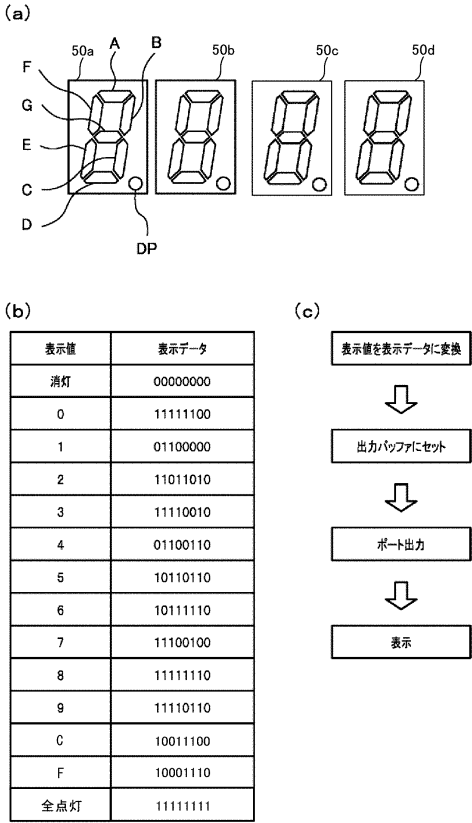 (a)
50a
A
B
50b
50c
50d
F
G
E
C
D
DP
(b)
表示値 表示データ
消灯 00000000
0 11111100
1 01100000
2 11011010
3 11110010
4 01100110
5 10110110
6 10111110
7 11100100
8 11111110
9 11110110
C 10011100
F 10001110
全点灯 11111111
(c)
表示値を表示データに変換
出力バッファにセット
ポート出力
表示